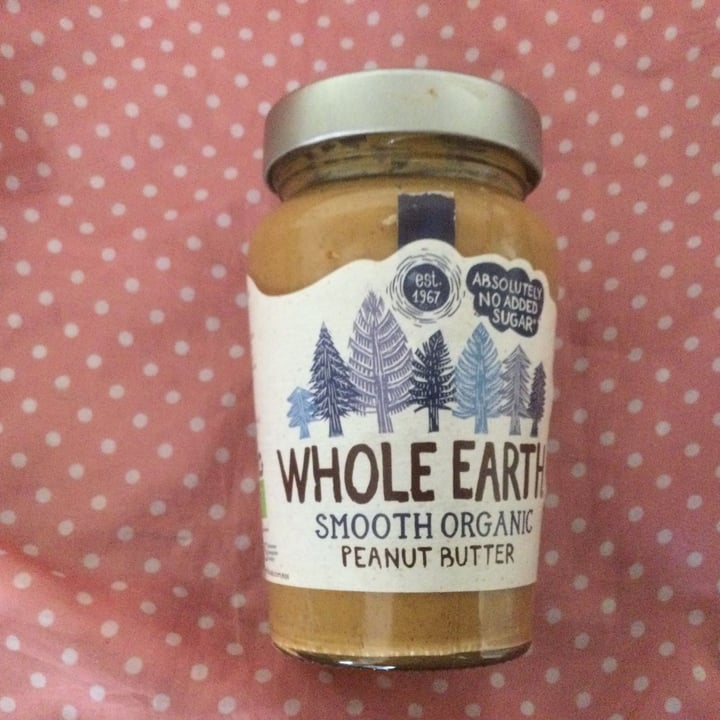 est.
1967
ABSOLUTELY
NO ADDED
SUGAR*
WHOLE EARTH
SMOOTH ORGANIC
PEANUT BUTTER